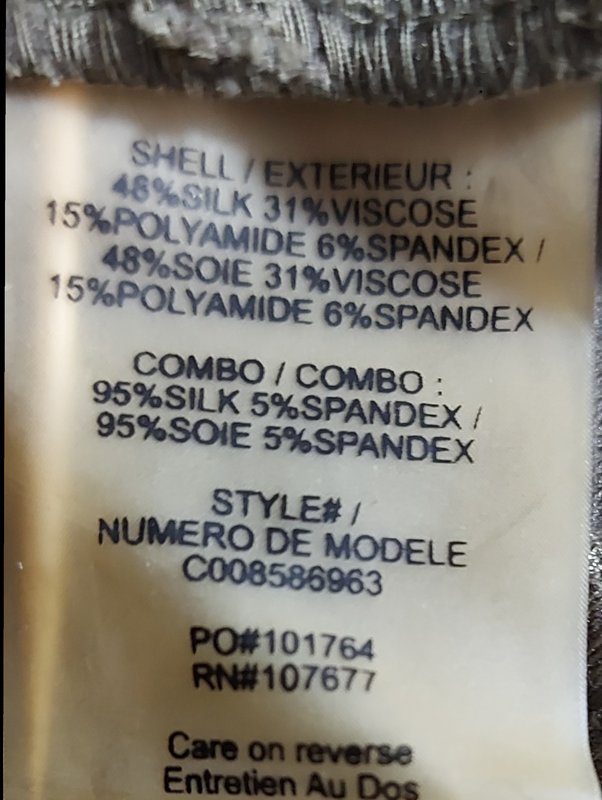 SHELL / EXTERIEUR :
48%SILK 31%VISCOSE
15%POLYAMIDE 6%SPANDEX /
48%SOIE 31%VISCOSE
15%POLYAMIDE 6%SPANDEX
COMBO / COMBO :
95%SILK 5%SPANDEX /
95%SOIE 5%SPANDEX
STYLE# /
NUMERO DE MODELE
C008586963
PO#101764
RN#107677
Care on reverse
Entretien Au Dos